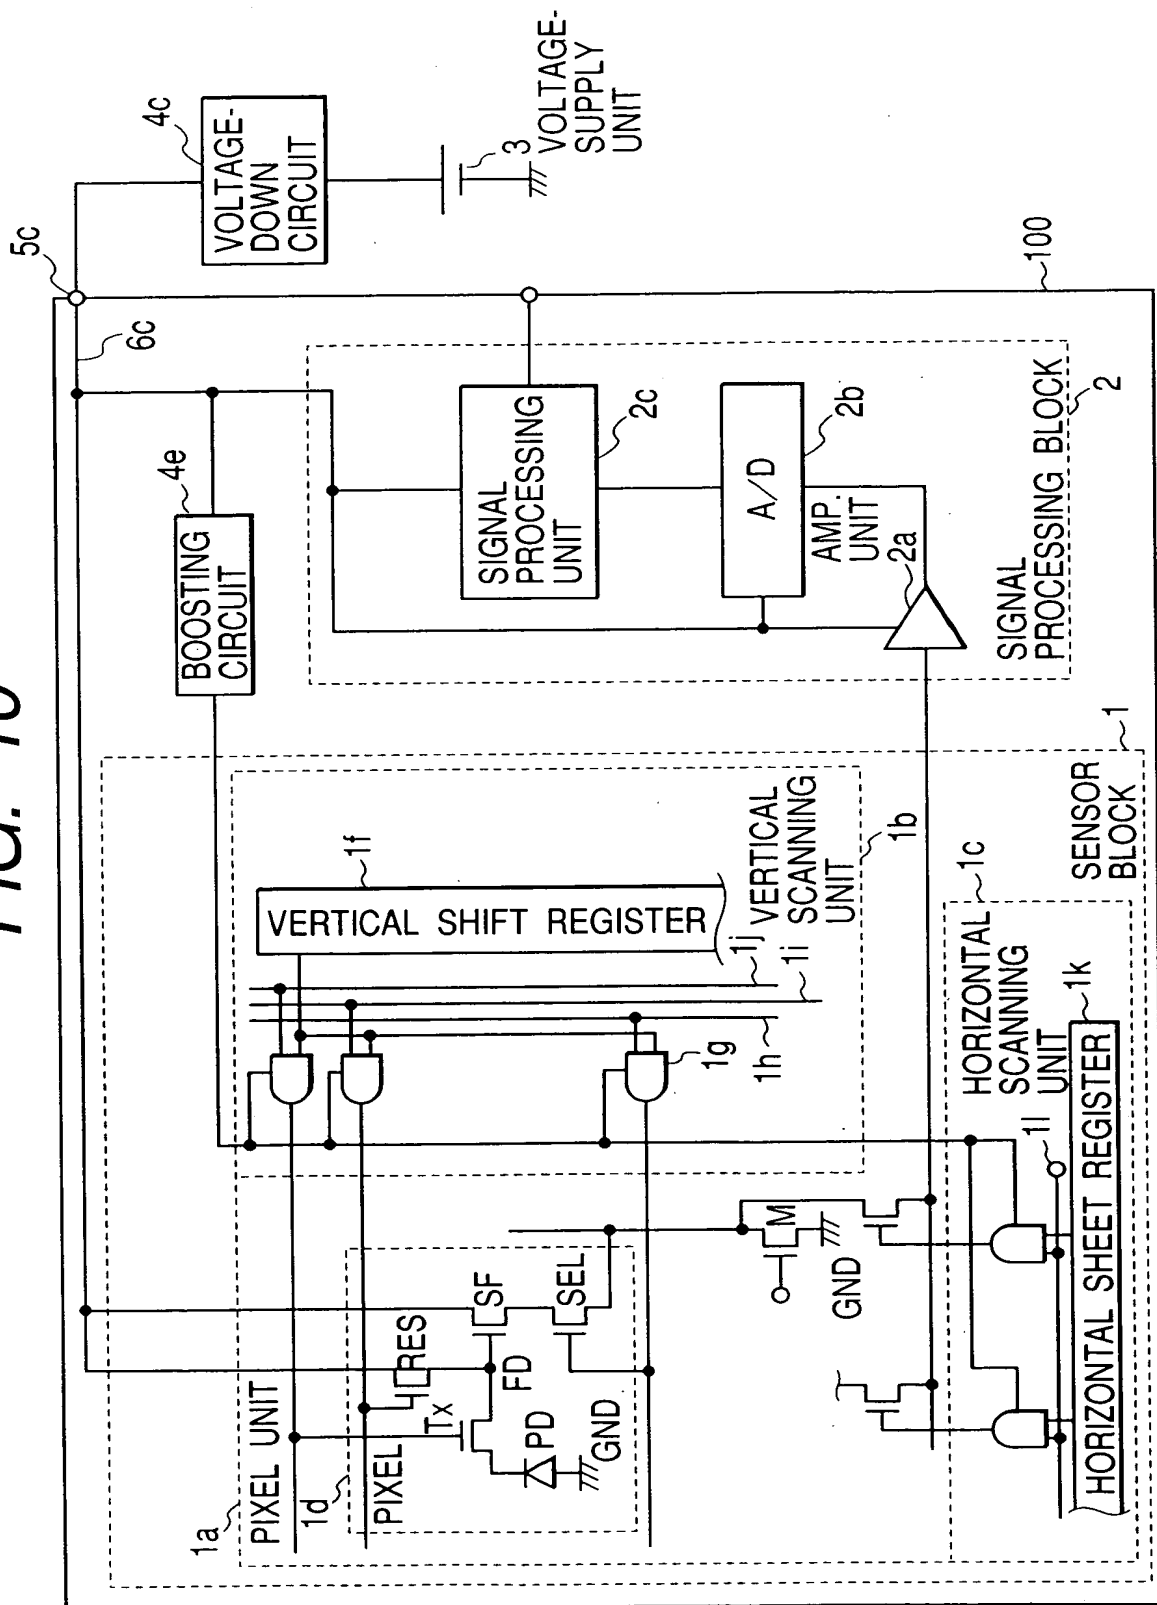 5c
6c
4c
VOLTAGE-
DOWN
CIRCUIT
3
VOLTAGE-
SUPPLY
UNIT
100
4e
BOOSTING
CIRCUIT
SIGNAL
PROCESSING
UNIT
2c
A/D
2b
AMP.
UNIT
2a
SIGNAL
PROCESSING BLOCK
2
1
SENSOR
BLOCK
VERTICAL SHIFT REGISTER
1f
VERTICAL
SCANNING
UNIT
1b
1j
1i
1h
1g
1a
PIXEL UNIT
1d
PIXEL
Tx
RES
SF
SEL
FD
PD
GND
M
GND
1c
HORIZONTAL
SCANNING
UNIT
1l
1k
HORIZONTAL SHEET REGISTER